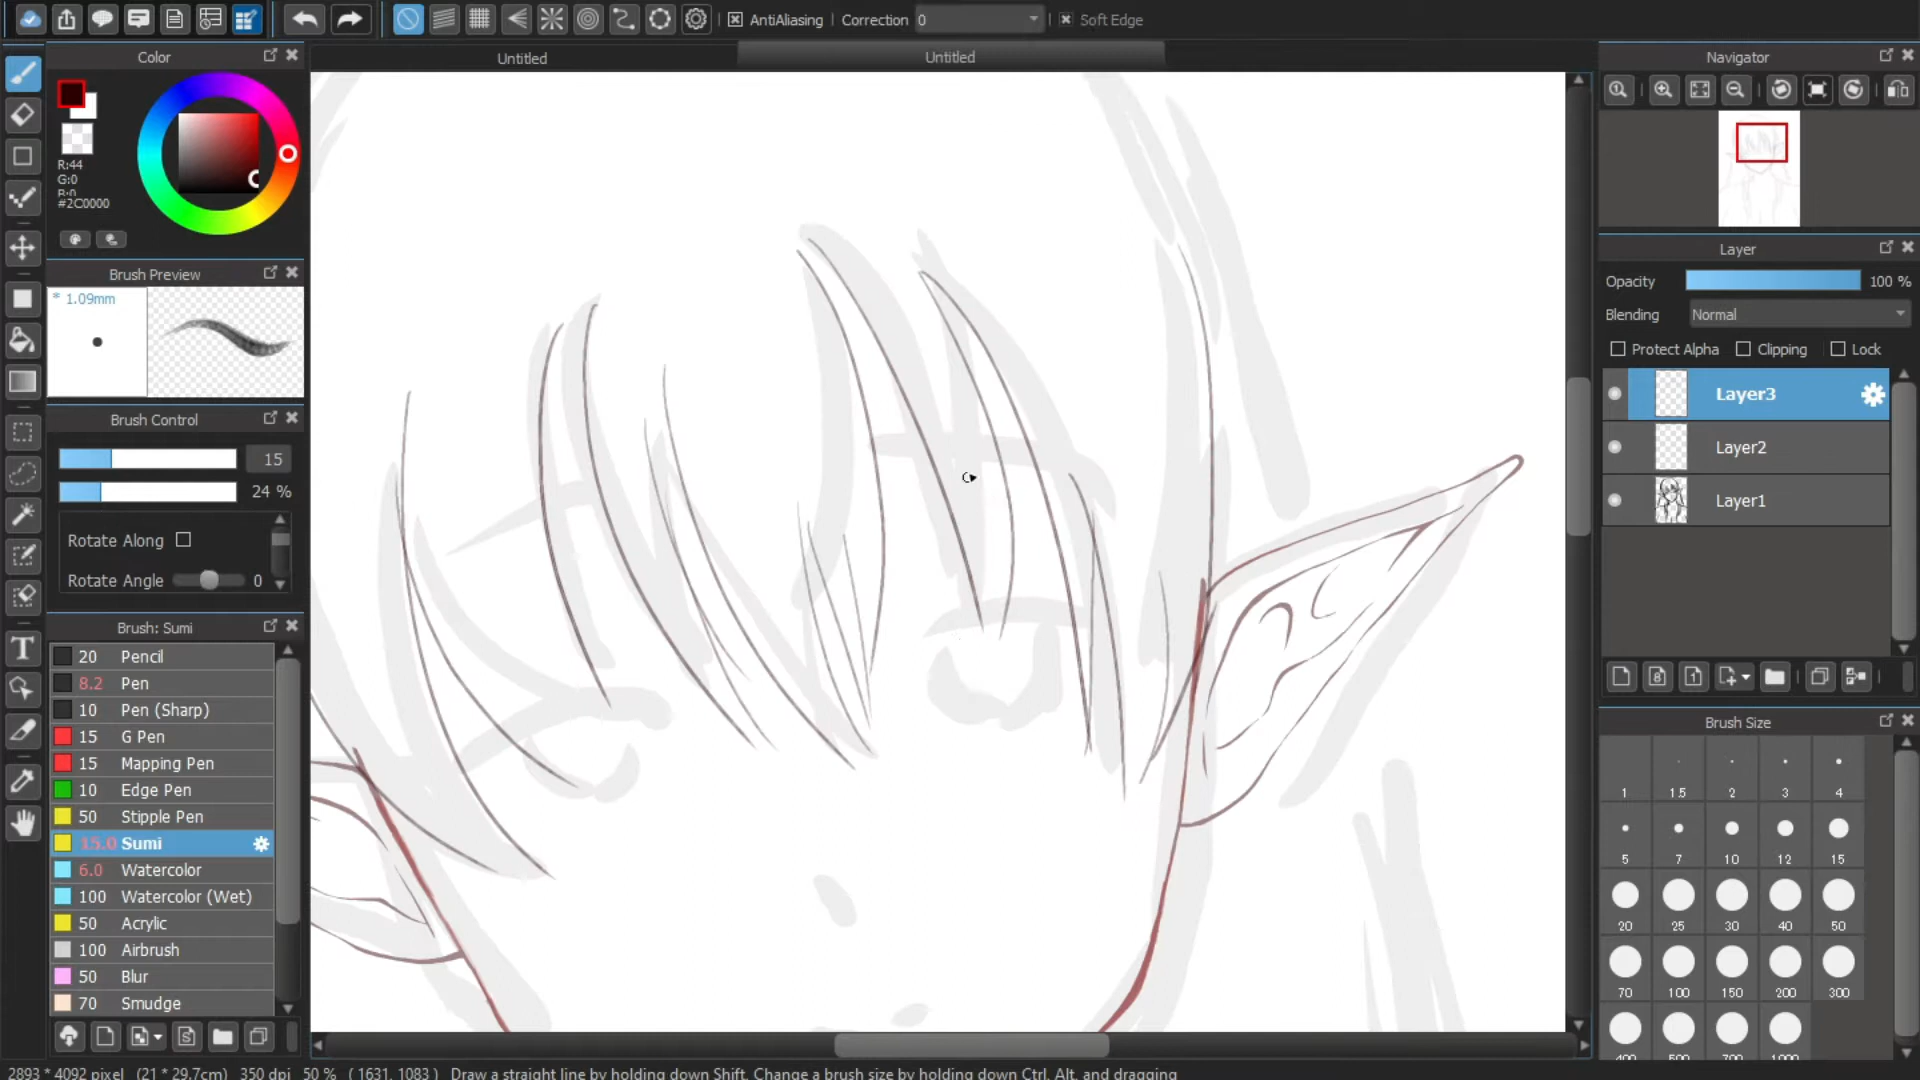 AntiAliasing
Correction
0
Soft Edge
Color
Untitled
Untitled
Navigator
R:44
G:0
B:0
#2C0000
Brush Preview
* 1.09mm
Brush Control
15
24 %
Rotate Along
Rotate Angle
0
Brush: Sumi
20 Pencil
8.2 Pen
10 Pen (Sharp)
15 G Pen
15 Mapping Pen
10 Edge Pen
50 Stipple Pen
15.0 Sumi
6.0 Watercolor
100 Watercolor (Wet)
50 Acrylic
100 Airbrush
50 Blur
70 Smudge
Layer
Opacity
100 %
Blending
Normal
Protect Alpha
Clipping
Lock
Layer3
Layer2
Layer1
Brush Size
1 1.5 2 3 4
5 7 10 12 15
20 25 30 40 50
70 100 150 200 300
400 500 700 1000
2893 * 4092 pixel (21 * 29.7cm) 350 dpi 50 % ( 1631, 1083 ) Draw a straight line by holding down Shift, Change a brush size by holding down Ctrl, Alt, and dragging